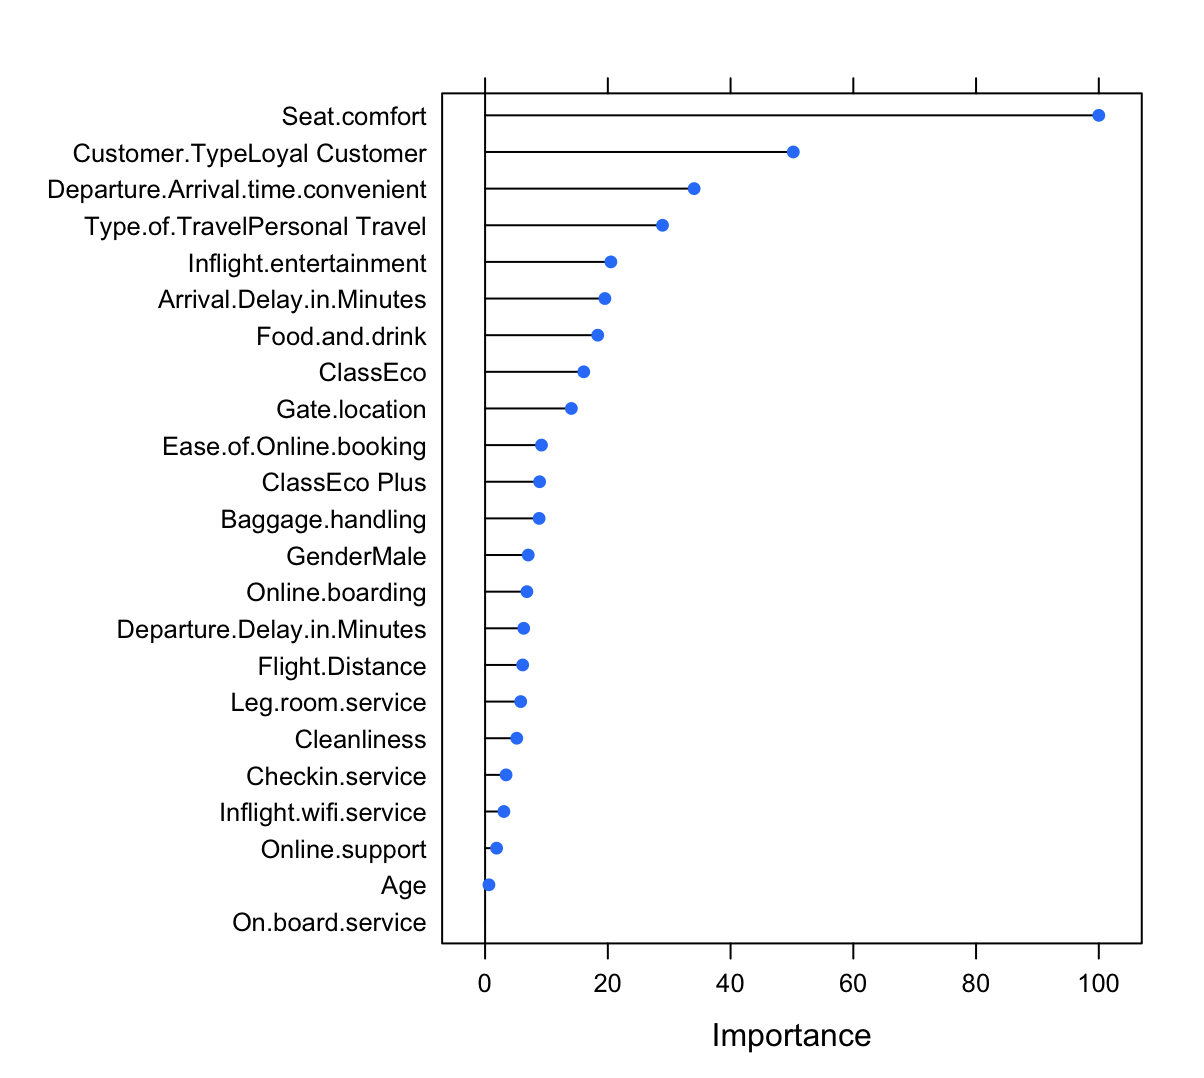 Seat.comfort
Customer.TypeLoyal Customer
Departure.Arrival.time.convenient
Type.of.TravelPersonal Travel
Inflight.entertainment
Arrival.Delay.in.Minutes
Food.and.drink
ClassEco
Gate.location
Ease.of.Online.booking
ClassEco Plus
Baggage.handling
GenderMale
Online.boarding
Departure.Delay.in.Minutes
Flight.Distance
Leg.room.service
Cleanliness
Checkin.service
Inflight.wifi.service
Online.support
Age
On.board.service
0 20 40 60 80 100
Importance